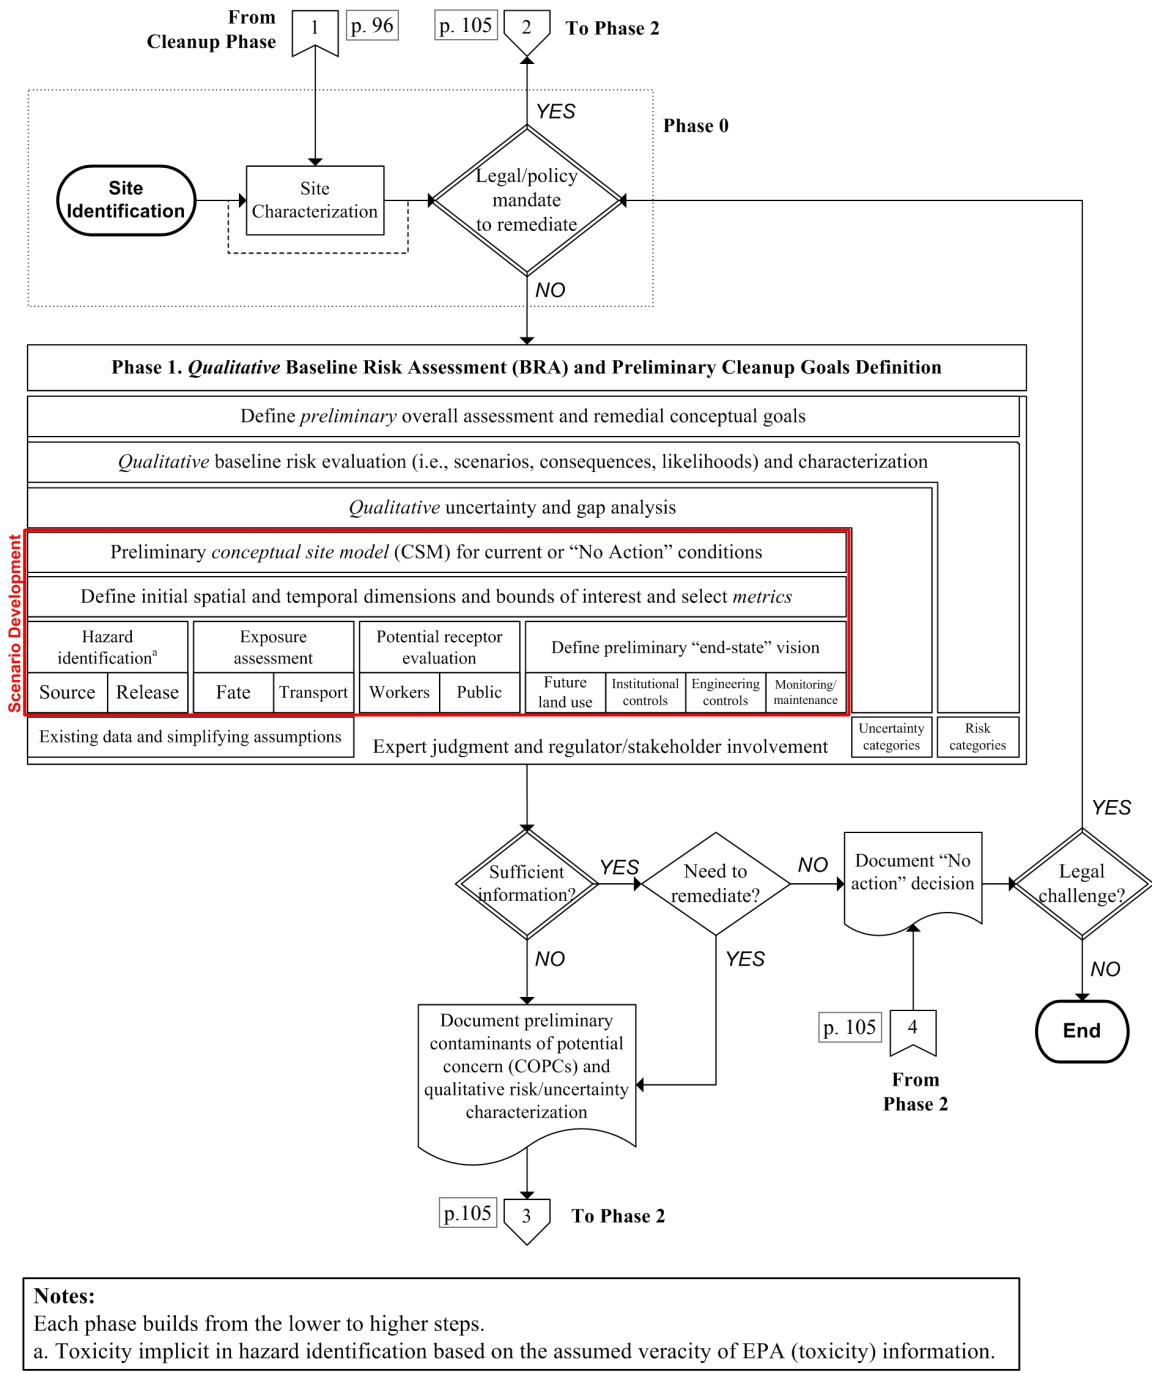 From
Cleanup Phase
1
p. 96
p. 105
2
To Phase 2
YES
Phase 0
Site
Identification
Site
Characterization
Legal/policy
mandate
to remediate
NO
Phase 1. Qualitative Baseline Risk Assessment (BRA) and Preliminary Cleanup Goals Definition
Define preliminary overall assessment and remedial conceptual goals
Qualitative baseline risk evaluation (i.e., scenarios, consequences, likelihoods) and characterization
Qualitative uncertainty and gap analysis
Scenario Development
Preliminary conceptual site model (CSM) for current or “No Action” conditions
Define initial spatial and temporal dimensions and bounds of interest and select metrics
Hazard
identificationᵃ
Exposure
assessment
Potential receptor
evaluation
Define preliminary “end-state” vision
Source
Release
Fate
Transport
Workers
Public
Future
land use
Institutional
controls
Engineering
controls
Monitoring/
maintenance
Existing data and simplifying assumptions
Expert judgment and regulator/stakeholder involvement
Uncertainty
categories
Risk
categories
Sufficient
information?
YES
Need to
remediate?
NO
Document “No
action” decision
Legal
challenge?
YES
NO
YES
NO
Document preliminary
contaminants of potential
concern (COPCs) and
qualitative risk/uncertainty
characterization
p. 105
4
From
Phase 2
End
p.105
3
To Phase 2
Notes:
Each phase builds from the lower to higher steps.
a. Toxicity implicit in hazard identification based on the assumed veracity of EPA (toxicity) information.